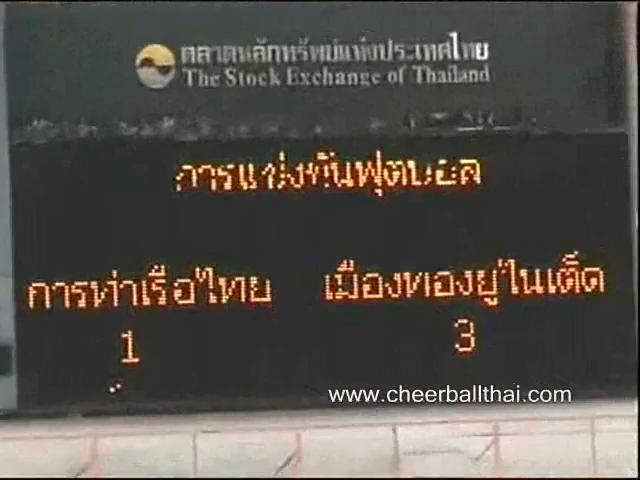 ตลาดหลักทรัพย์แห่งประเทศไทย
The Stock Exchange of Thailand
การแข่งขันฟุตบอล
การท่าเรือไทย เมืองทองยูไนเต็ด
1 3
www.cheerballthai.com